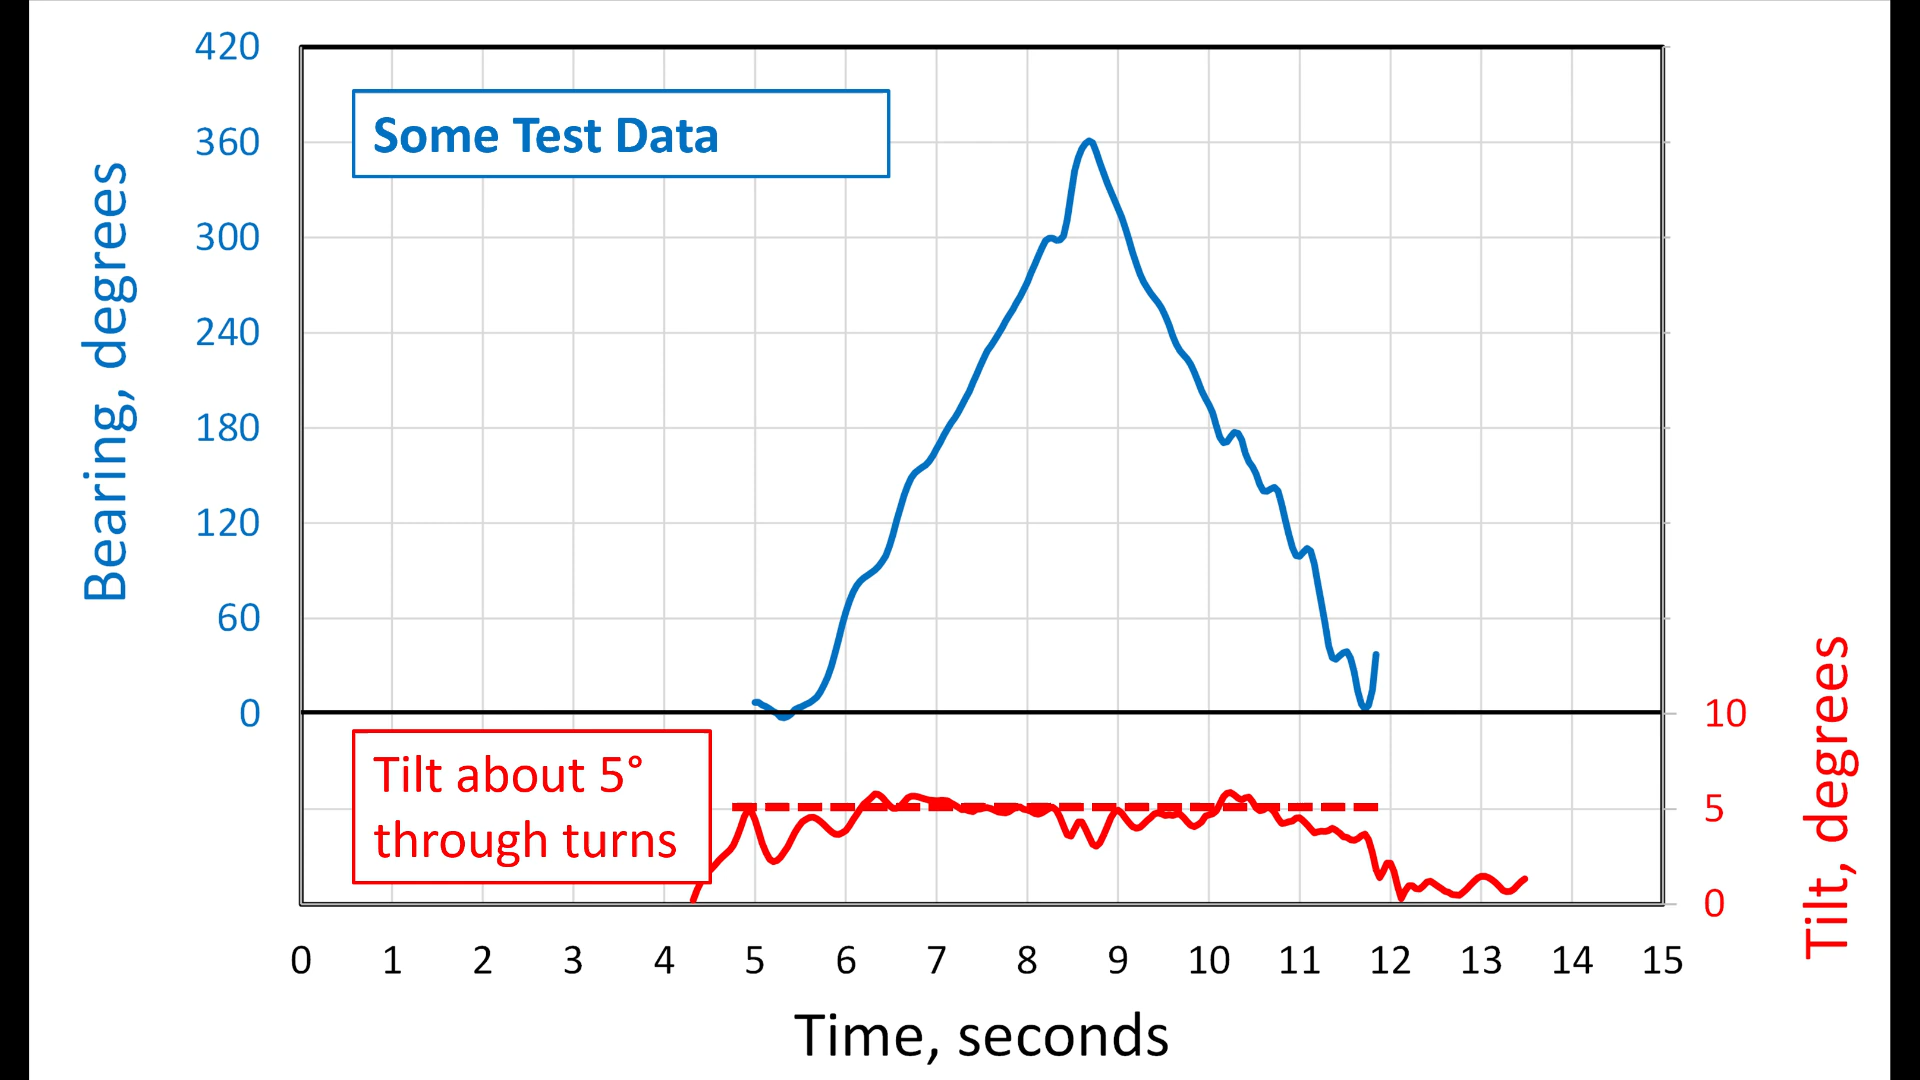 Some Test Data
Bearing, degrees
420
360
300
240
180
120
60
0
Tilt about 5°
through turns
10
5
0
Tilt, degrees
0 1 2 3 4 5 6 7 8 9 10 11 12 13 14 15
Time, seconds